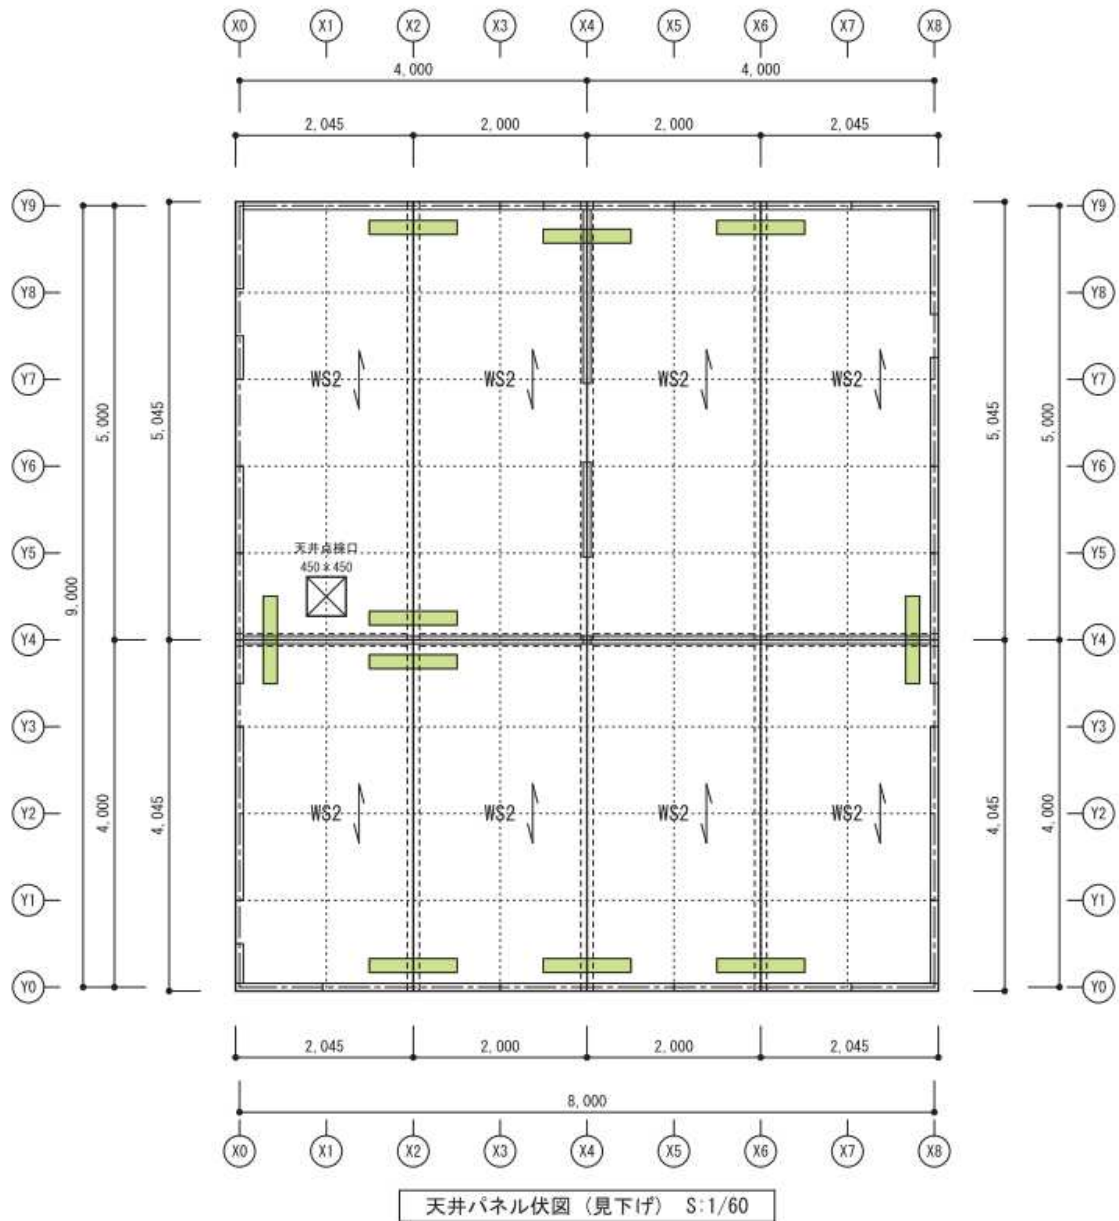 X0 X1 X2 X3 X4 X5 X6 X7 X8
4,000 4,000
2,045 2,000 2,000 2,045
Y9 Y9
Y8 Y8
Y7 WS2 WS2 WS2 WS2 Y7
5,000 5,045 5,045 5,000
Y6 Y6
Y5 天井点検口 Y5
450*450
9,000
Y4 Y4
Y3 Y3
Y2 4,000 4,045 WS2 WS2 WS2 WS2 4,045 4,000 Y2
Y1 Y1
Y0 Y0
2,045 2,000 2,000 2,045
8,000
X0 X1 X2 X3 X4 X5 X6 X7 X8
天井パネル伏図(見下げ) S:1/60